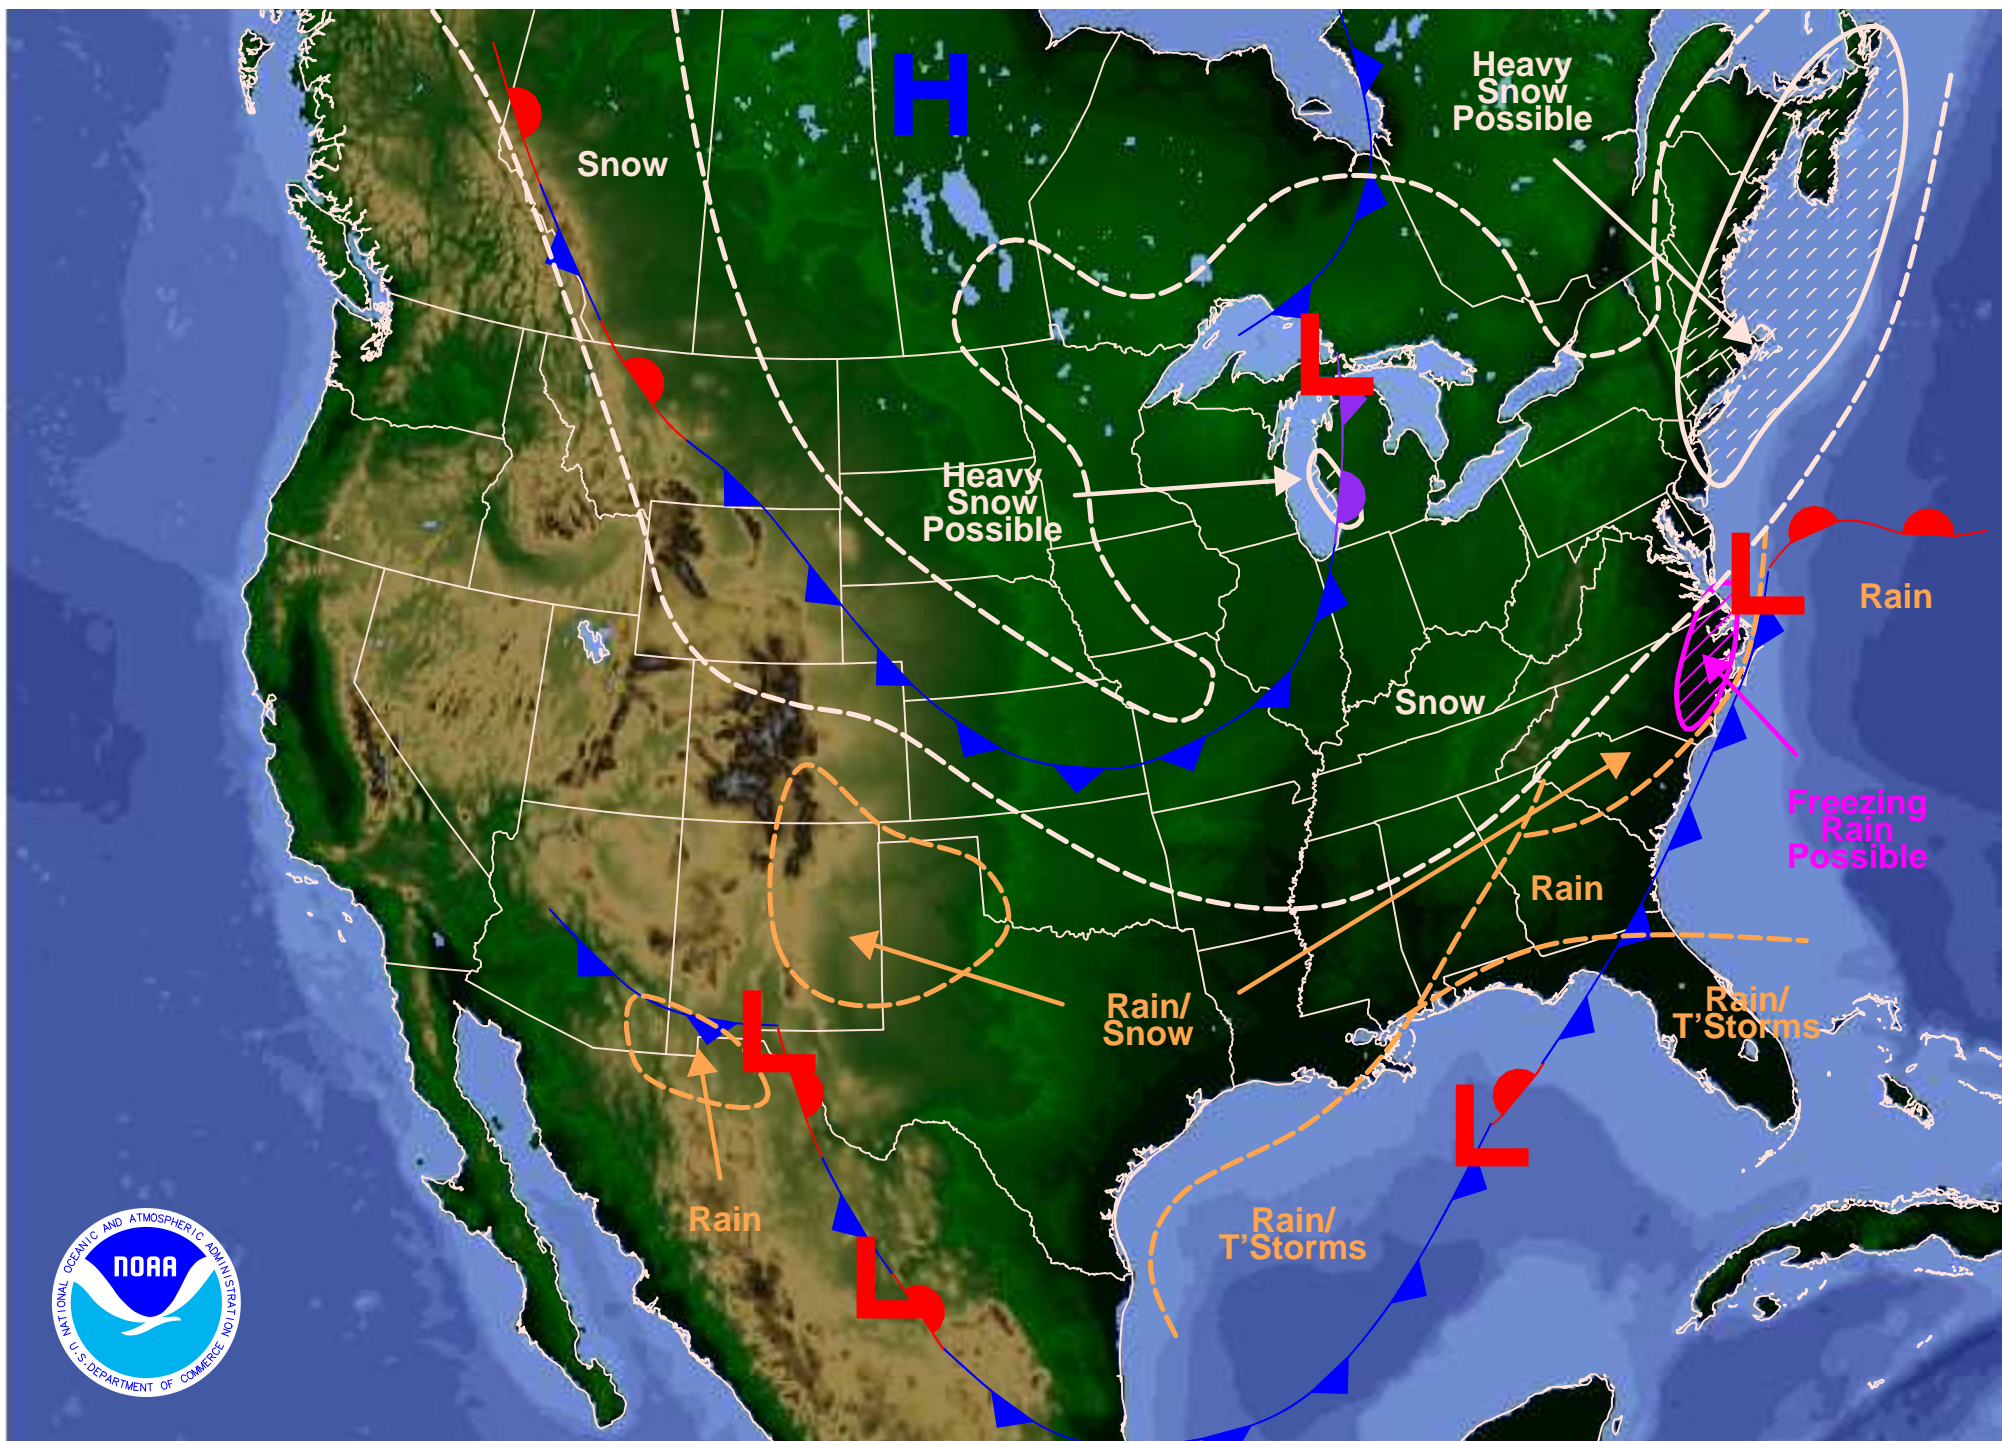 H
Heavy
Snow
Possible
Snow
L
Heavy
Snow
Possible
L
Rain
Snow
Freezing
Rain
Possible
Rain
Rain/
Snow
Rain/
T'Storms
L
L
Rain
Rain/
T'Storms
L
NATIONAL OCEANIC AND ATMOSPHERIC ADMINISTRATION
NOAA
U.S. DEPARTMENT OF COMMERCE